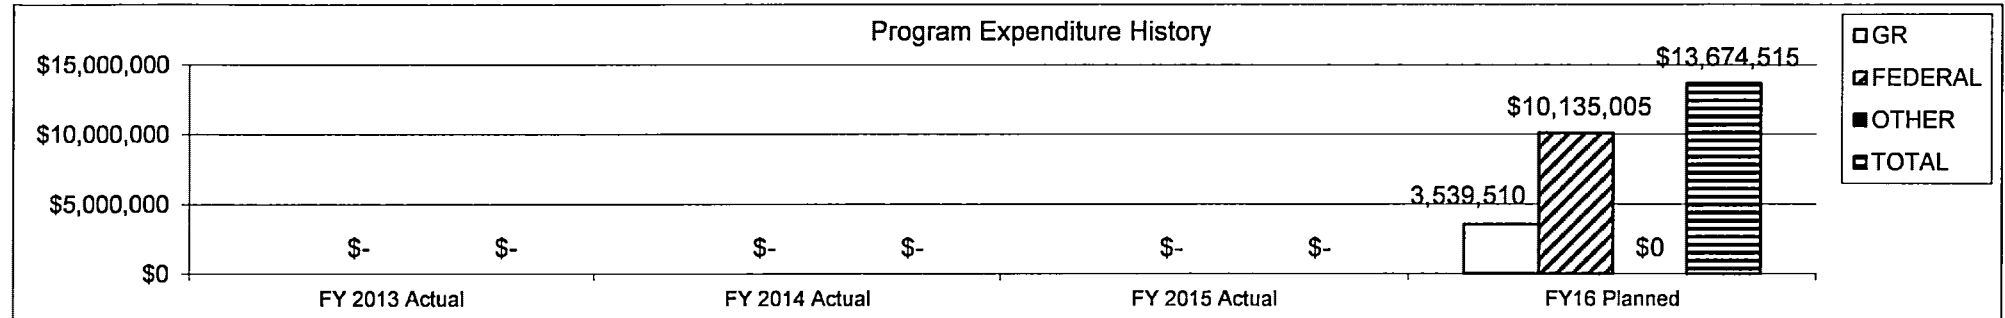 Program Expenditure History
GR
FEDERAL
OTHER
TOTAL
$15,000,000
$10,000,000
$5,000,000
$0
$- $- $- $- $- $-
3,539,510
$10,135,005
$0
$13,674,515
FY 2013 Actual FY 2014 Actual FY 2015 Actual FY16 Planned